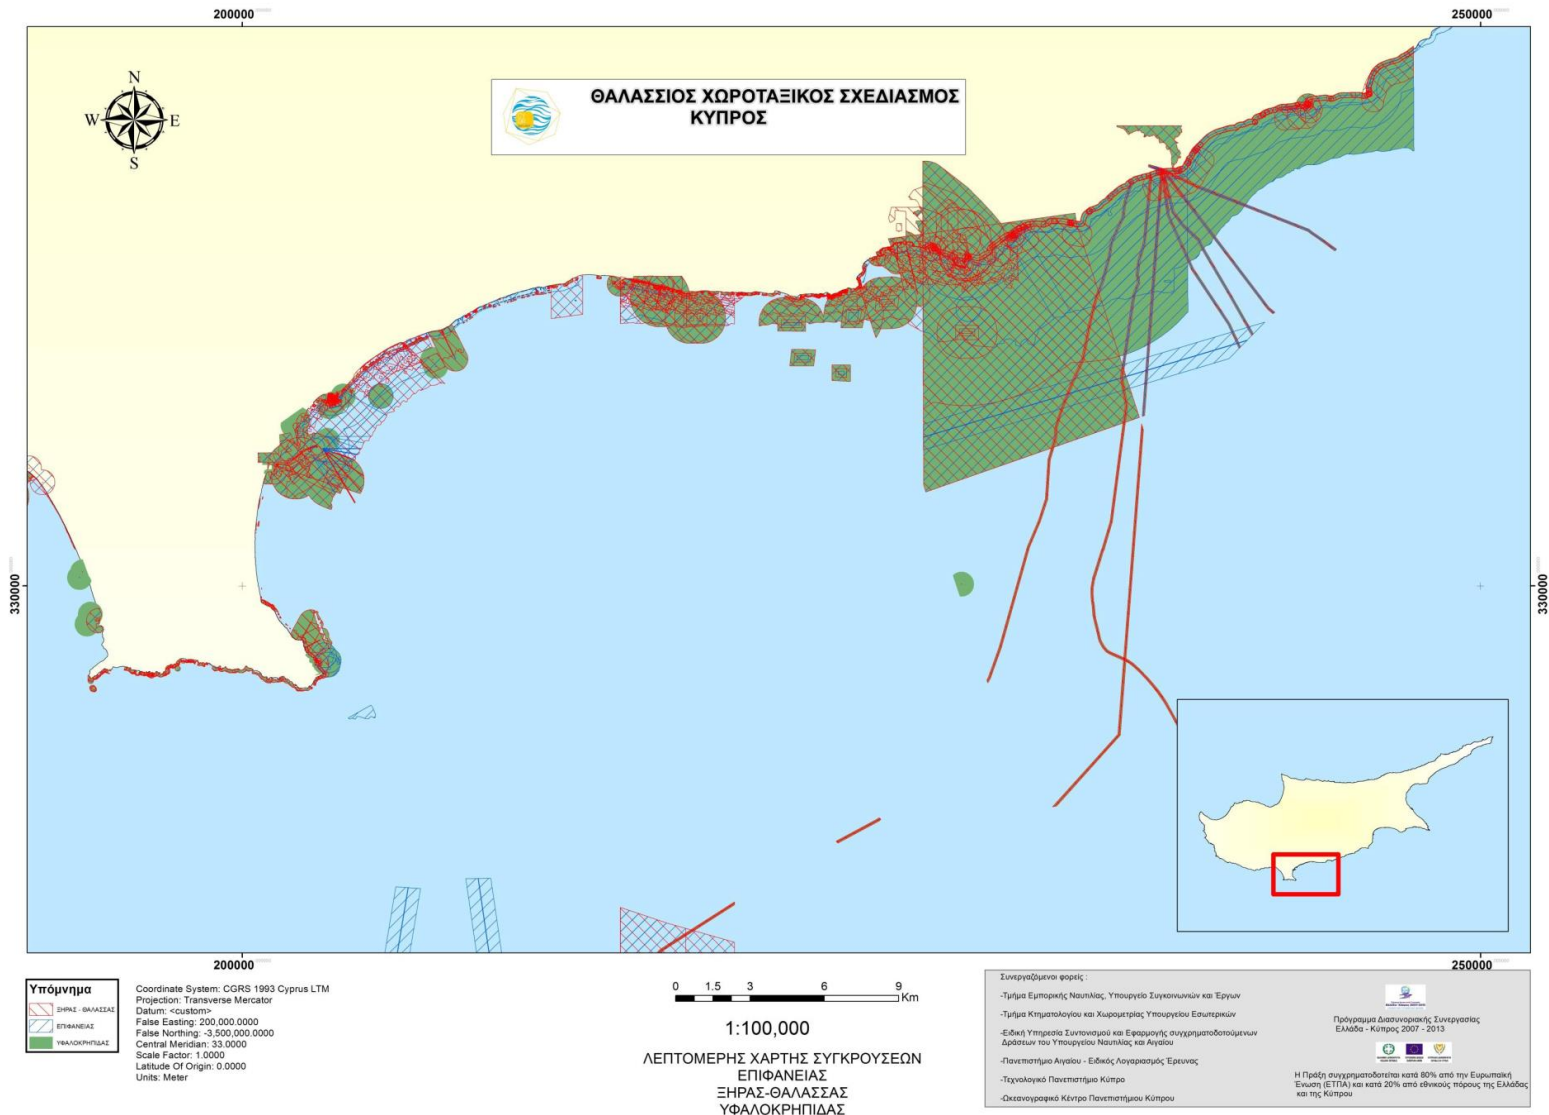 200000
250000
N
W
E
S
ΘΑΛΑΣΣΙΟΣ ΧΩΡΟΤΑΞΙΚΟΣ ΣΧΕΔΙΑΣΜΟΣ
ΚΥΠΡΟΣ
330000
330000
200000
250000
Υπόμνημα
ΞΗΡΑΣ - ΘΑΛΑΣΣΑΣ
ΕΠΙΦΑΝΕΙΑΣ
ΥΦΑΛΟΚΡΗΠΙΔΑΣ
Coordinate System: CGRS 1993 Cyprus LTM
Projection: Transverse Mercator
Datum: <custom>
False Easting: 200,000.0000
False Northing: -3,500,000.0000
Central Meridian: 33.0000
Scale Factor: 1.0000
Latitude Of Origin: 0.0000
Units: Meter
0 1.5 3 6 9
Km
1:100,000
ΛΕΠΤΟΜΕΡΗΣ ΧΑΡΤΗΣ ΣΥΓΚΡΟΥΣΕΩΝ
ΕΠΙΦΑΝΕΙΑΣ
ΞΗΡΑΣ-ΘΑΛΑΣΣΑΣ
ΥΦΑΛΟΚΡΗΠΙΔΑΣ
Συνεργαζόμενοι φορείς :
-Τμήμα Εμπορικής Ναυτιλίας, Υπουργείο Συγκοινωνιών και Έργων
-Τμήμα Κτηματολογίου και Χωρομετρίας Υπουργείου Εσωτερικών
-Ειδική Υπηρεσία Συντονισμού και Εφαρμογής συγχρηματοδοτούμενων
Δράσεων του Υπουργείου Ναυτιλίας και Αιγαίου
-Πανεπιστήμιο Αιγαίου - Ειδικός Λογαριασμός Έρευνας
-Τεχνολογικό Πανεπιστήμιο Κύπρο
-Ωκεανογραφικό Κέντρο Πανεπιστήμιου Κύπρου
Πρόγραμμα Διασυνοριακής Συνεργασίας
Ελλάδα - Κύπρος 2007 - 2013
Η Πράξη συγχρηματοδοτείται κατά 80% από την Ευρωπαϊκή
Ένωση (ΕΤΠΑ) και κατά 20% από εθνικούς πόρους της Ελλάδας
και της Κύπρου